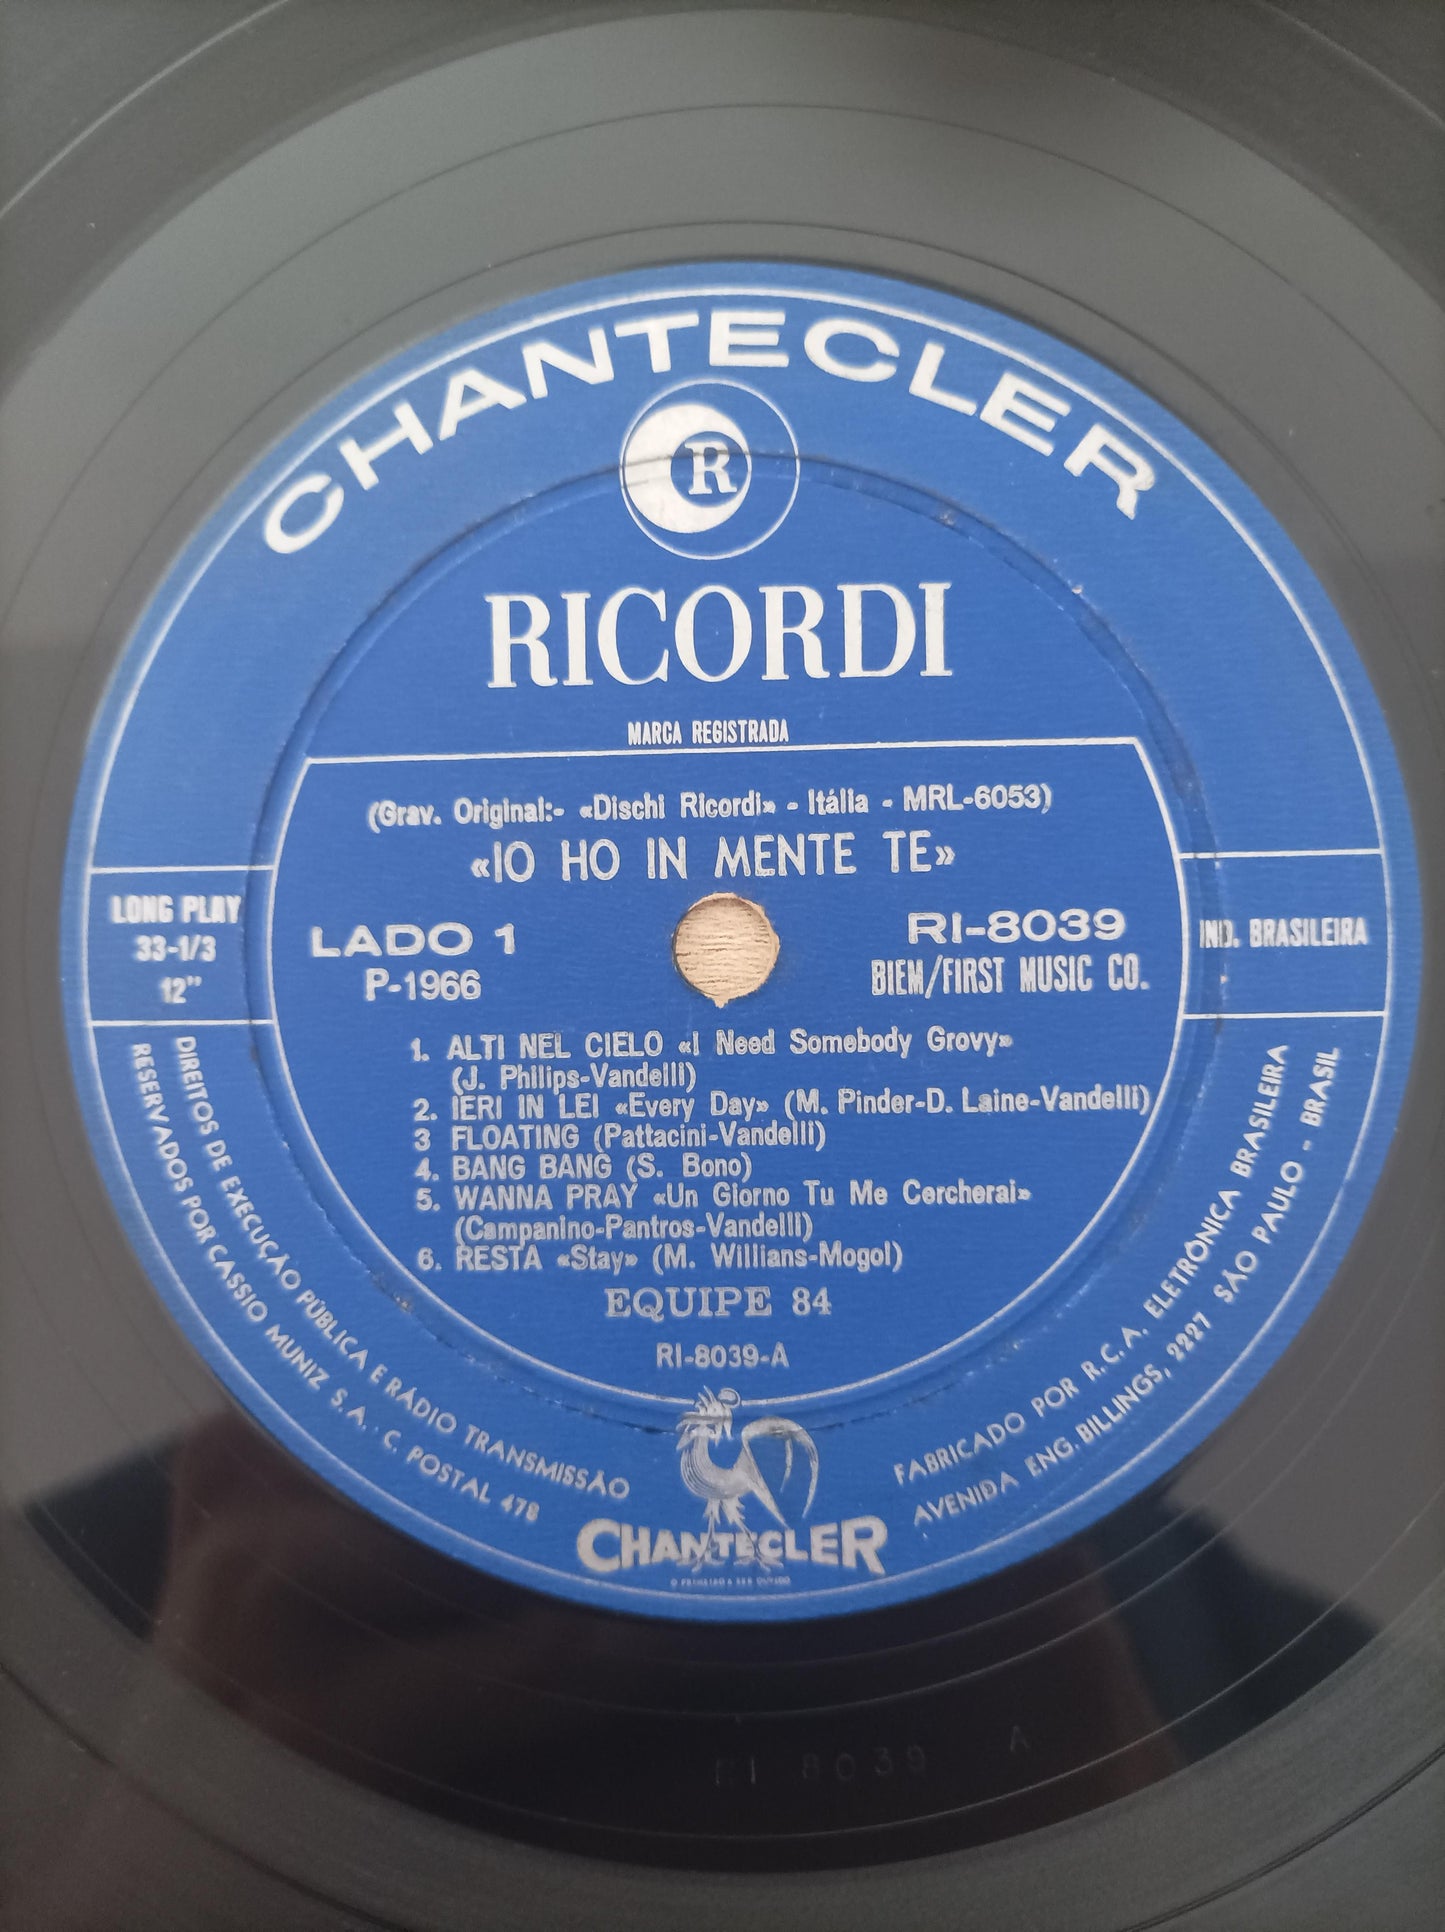 CHANTECLER
R
RICORDI
MARCA REGISTRADA
(Grav. Original:- «Dischi Ricordi» - Itália - MRL-6053)
«IO HO IN MENTE TE»
LONG PLAY
33-1/3
12"
LADO 1
P-1966
RI-8039
BIEM/FIRST MUSIC CO.
IND. BRASILEIRA
1. ALTI NEL CIELO «I Need Somebody Grovy»
(J. Philips-Vandelli)
2. IERI IN LEI «Every Day» (M. Pinder-D. Laine-Vandelli)
3 FLOATING (Pattacini-Vandelli)
4. BANG BANG (S. Bono)
5. WANNA PRAY «Un Giorno Tu Me Cercherai»
(Campanino-Pantros-Vandelli)
6. RESTA «Stay» (M. Willians-Mogol)
EQUIPE 84
RI-8039-A
DIREITOS DE EXECUÇÃO PÚBLICA E RÁDIO TRANSMISSÃO
RESERVADOS POR CASSIO MUNIZ S.A. · C. POSTAL 478
FABRICADO POR R.C.A. ELETRÔNICA BRASILEIRA
AVENIDA ENG. BILLINGS, 2227 SÃO PAULO - BRASIL
CHANTECLER
RI 8039 A